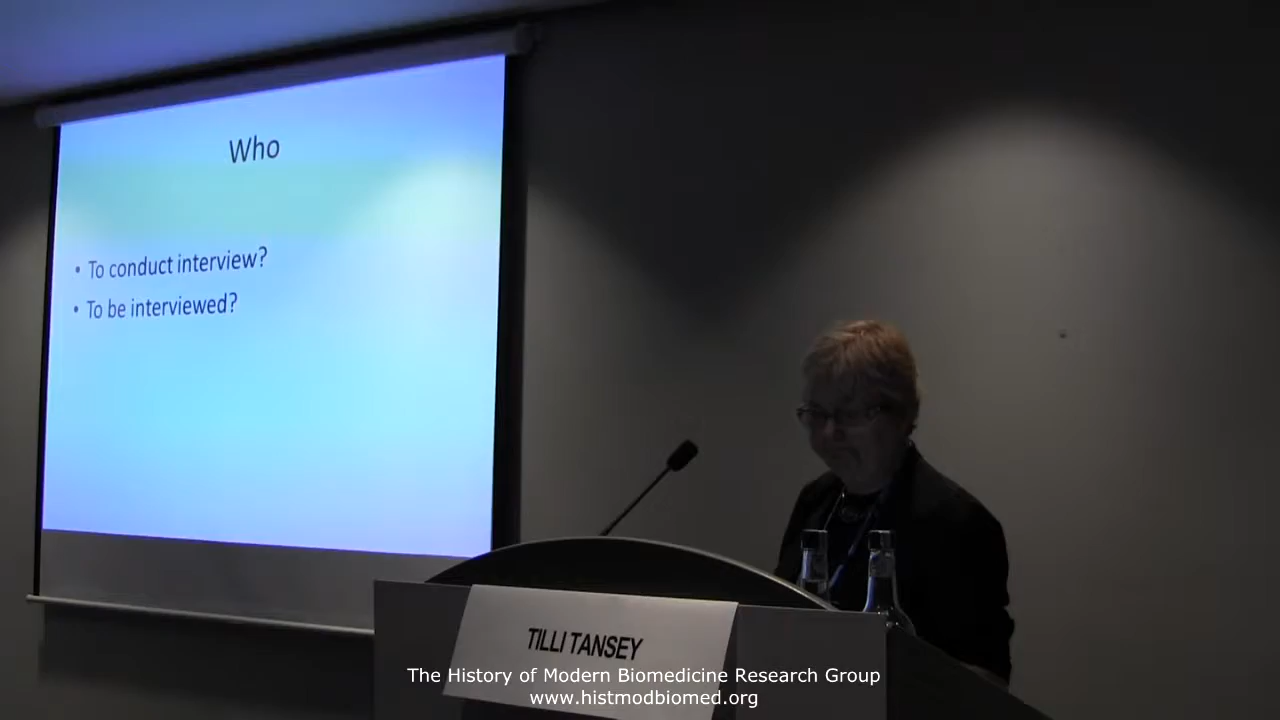 Who
• To conduct interview?
• To be interviewed?
TILLI TANSEY
The History of Modern Biomedicine Research Group
www.histmodbiomed.org